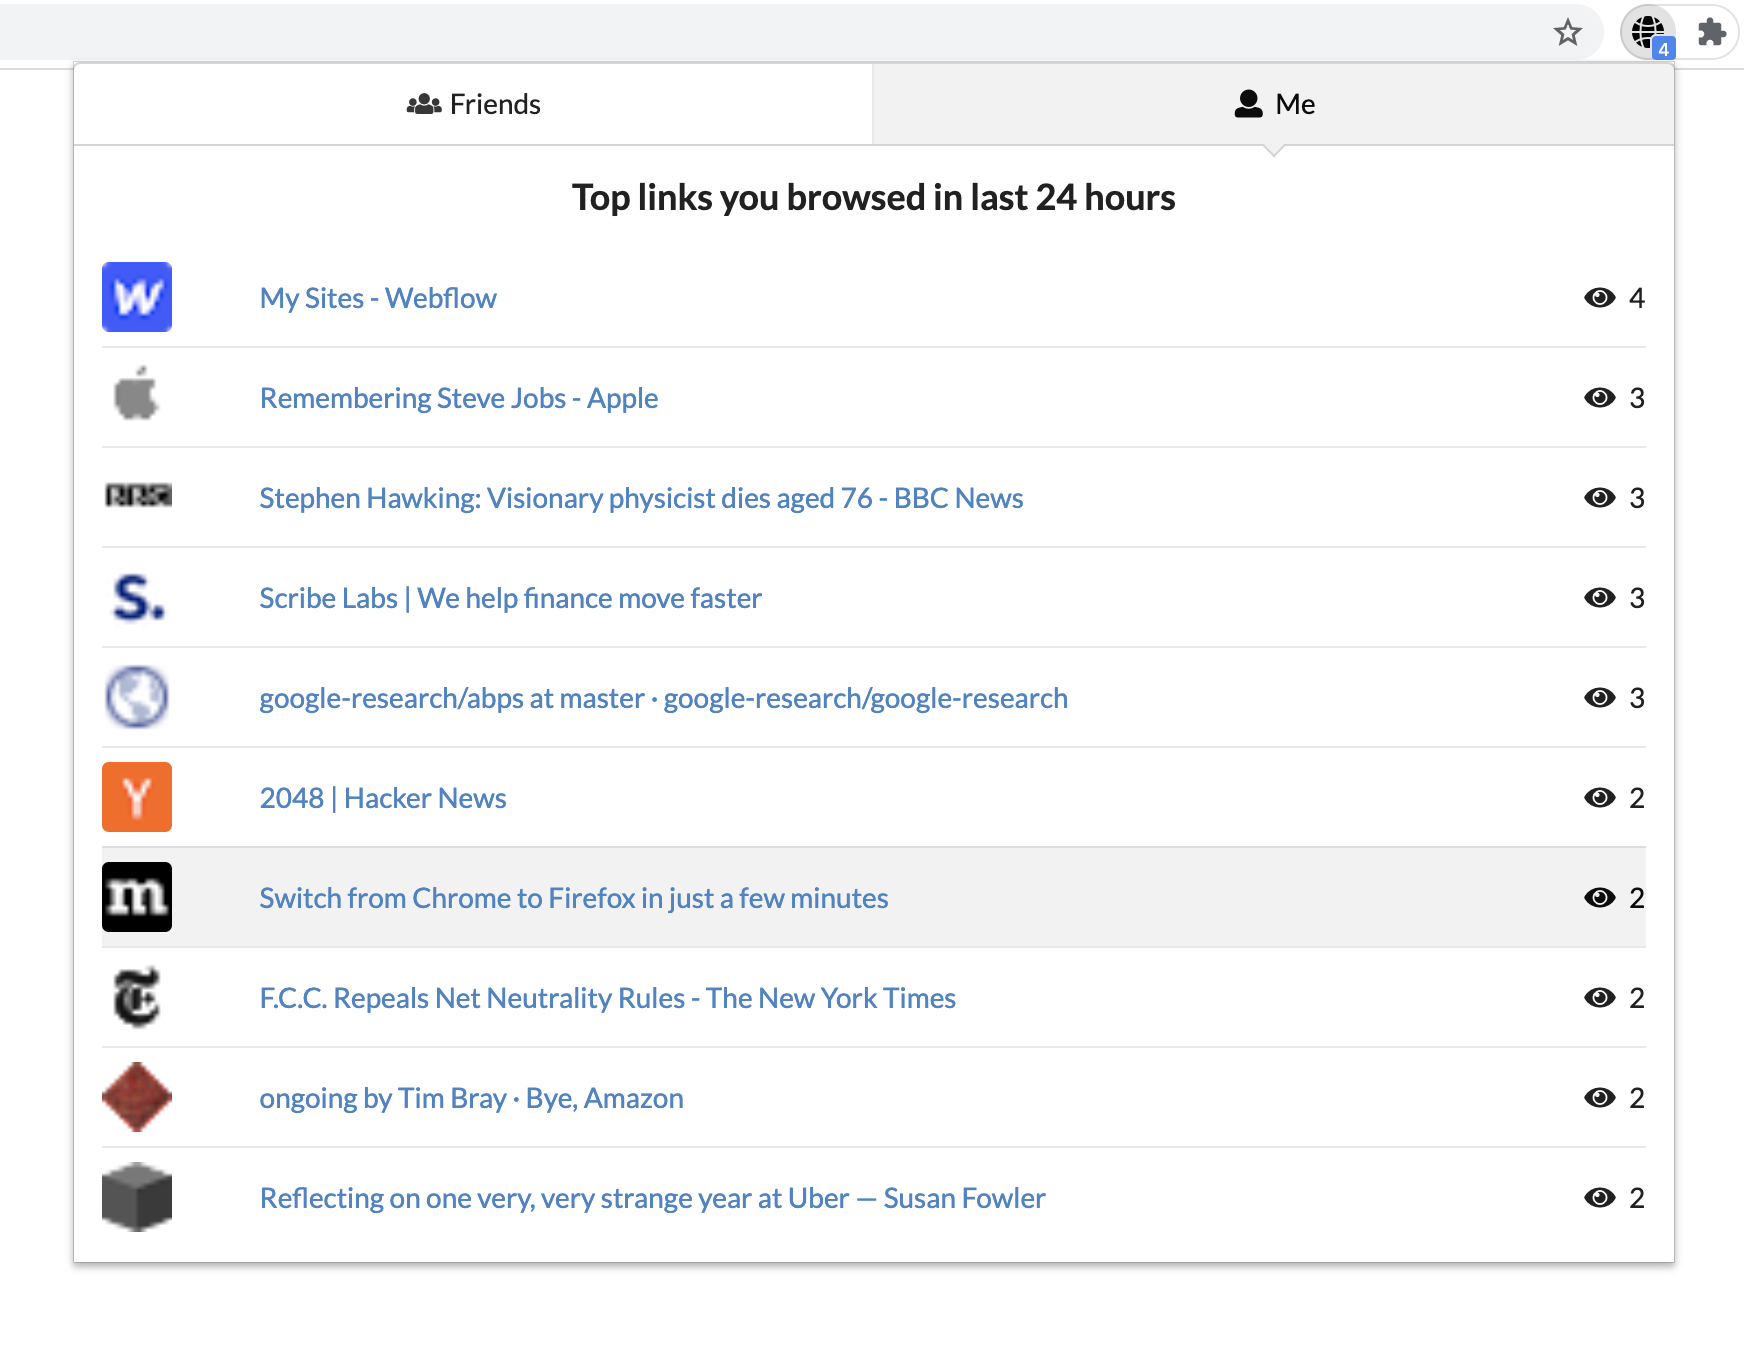 4
Friends
Me
Top links you browsed in last 24 hours
W
My Sites - Webflow
4
Remembering Steve Jobs - Apple
3
BBC
Stephen Hawking: Visionary physicist dies aged 76 - BBC News
3
S.
Scribe Labs | We help finance move faster
3
google-research/abps at master · google-research/google-research
3
Y
2048 | Hacker News
2
m
Switch from Chrome to Firefox in just a few minutes
2
T
F.C.C. Repeals Net Neutrality Rules - The New York Times
2
ongoing by Tim Bray · Bye, Amazon
2
Reflecting on one very, very strange year at Uber — Susan Fowler
2